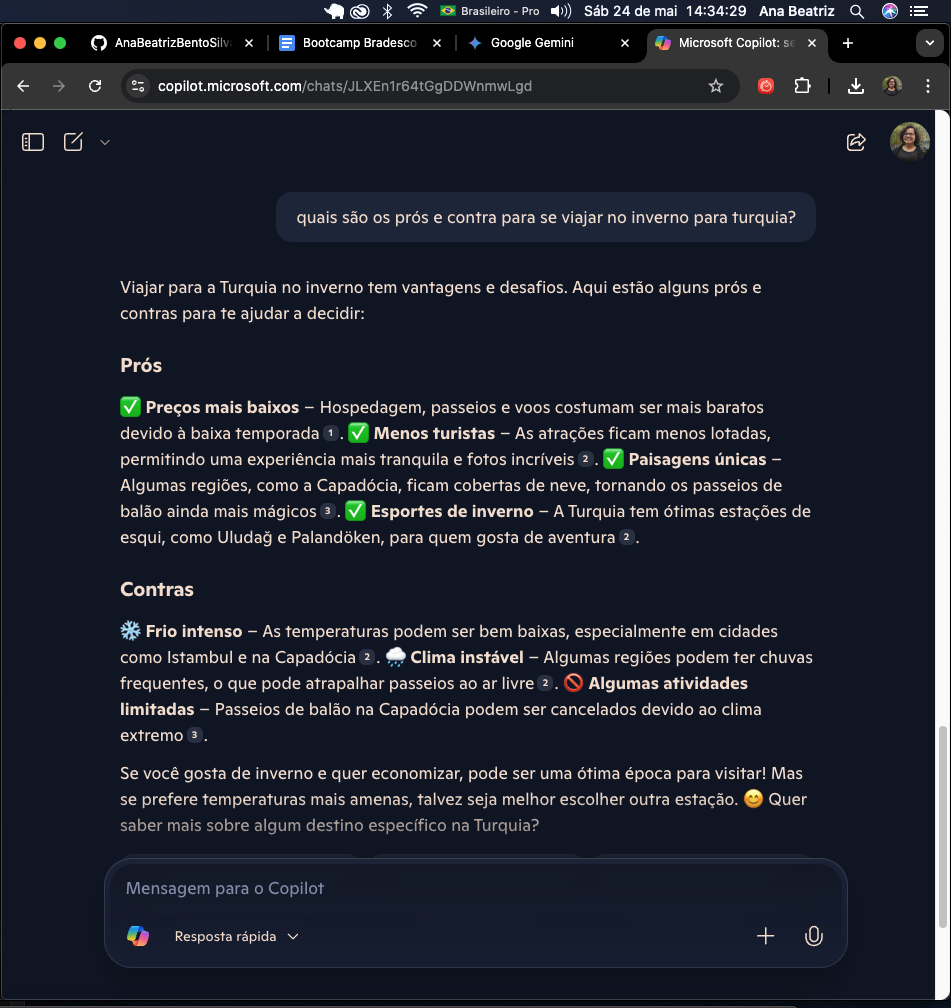 Brasileiro - Pro Sáb 24 de mai 14:34:29 Ana Beatriz
AnaBeatrizBentoSilv Bootcamp Bradesco Google Gemini Microsoft Copilot: se
copilot.microsoft.com/chats/JLXEn1r64tGgDDWnmwLgd
quais são os prós e contra para se viajar no inverno para turquia?
Viajar para a Turquia no inverno tem vantagens e desafios. Aqui estão alguns prós e
contras para te ajudar a decidir:
Prós
✅ Preços mais baixos – Hospedagem, passeios e voos costumam ser mais baratos
devido à baixa temporada 1 . ✅ Menos turistas – As atrações ficam menos lotadas,
permitindo uma experiência mais tranquila e fotos incríveis 2 . ✅ Paisagens únicas –
Algumas regiões, como a Capadócia, ficam cobertas de neve, tornando os passeios de
balão ainda mais mágicos 3 . ✅ Esportes de inverno – A Turquia tem ótimas estações de
esqui, como Uludağ e Palandöken, para quem gosta de aventura 2 .
Contras
❄️ Frio intenso – As temperaturas podem ser bem baixas, especialmente em cidades
como Istambul e na Capadócia 2 . 🌧️ Clima instável – Algumas regiões podem ter chuvas
frequentes, o que pode atrapalhar passeios ao ar livre 2 . 🚫 Algumas atividades
limitadas – Passeios de balão na Capadócia podem ser cancelados devido ao clima
extremo 3 .
Se você gosta de inverno e quer economizar, pode ser uma ótima época para visitar! Mas
se prefere temperaturas mais amenas, talvez seja melhor escolher outra estação. 😊 Quer
saber mais sobre algum destino específico na Turquia?
Mensagem para o Copilot
Resposta rápida